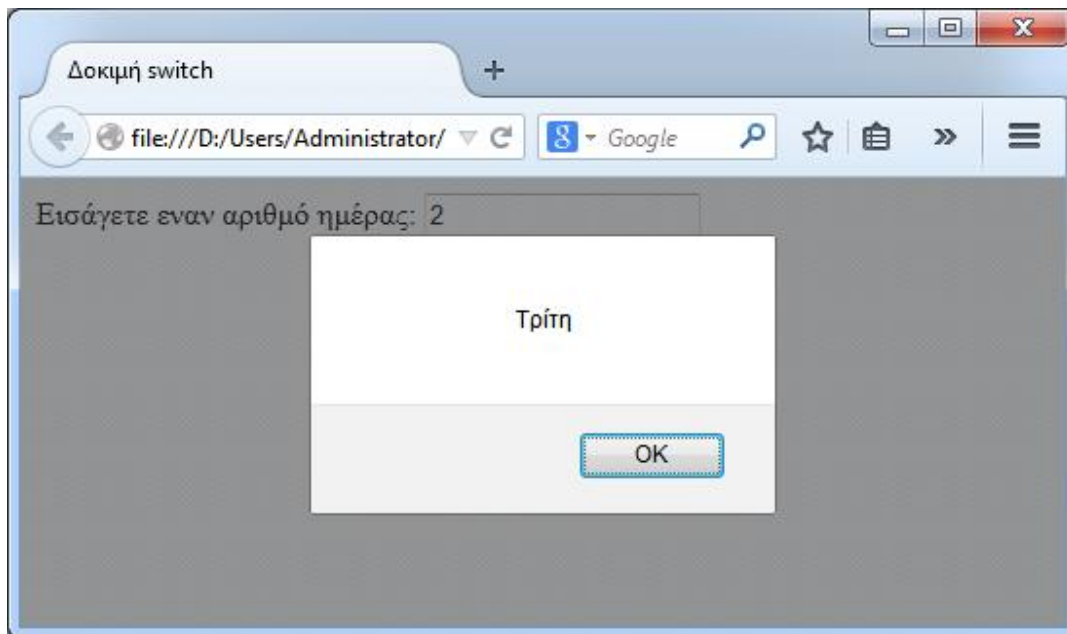 Δοκιμή switch
file:///D:/Users/Administrator/ Google
Εισάγετε εναν αριθμό ημέρας: 2
Τρίτη
OK